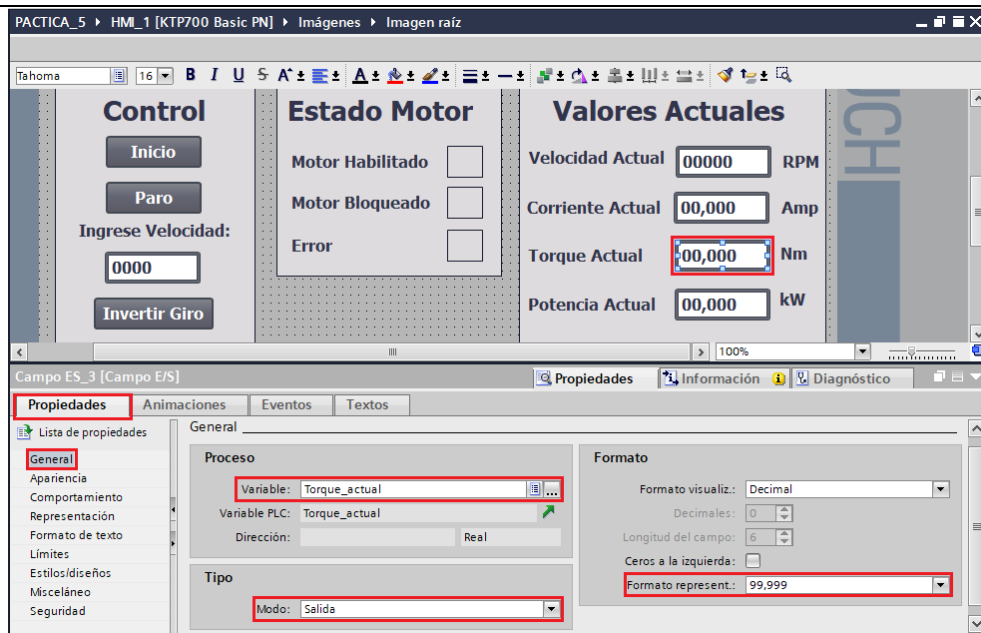 PACTICA_5 ▸ HMI_1 [KTP700 Basic PN] ▸ Imágenes ▸ Imagen raíz
Tahoma 16 B I U S A A
Control
Inicio
Paro
Ingrese Velocidad:
0000
Invertir Giro
Estado Motor
Motor Habilitado
Motor Bloqueado
Error
Valores Actuales
Velocidad Actual 00000 RPM
Corriente Actual 00,000 Amp
Torque Actual 00,000 Nm
Potencia Actual 00,000 kW
UCH
100%
Campo ES_3 [Campo E/S]
Propiedades Información Diagnóstico
Propiedades Animaciones Eventos Textos
Lista de propiedades
General
Apariencia
Comportamiento
Representación
Formato de texto
Límites
Estilos/diseños
Misceláneo
Seguridad
General
Proceso
Variable: Torque_actual
Variable PLC: Torque_actual
Dirección: Real
Tipo
Modo: Salida
Formato
Formato visualiz.: Decimal
Decimales: 0
Longitud del campo: 6
Ceros a la izquierda:
Formato represent.: 99,999